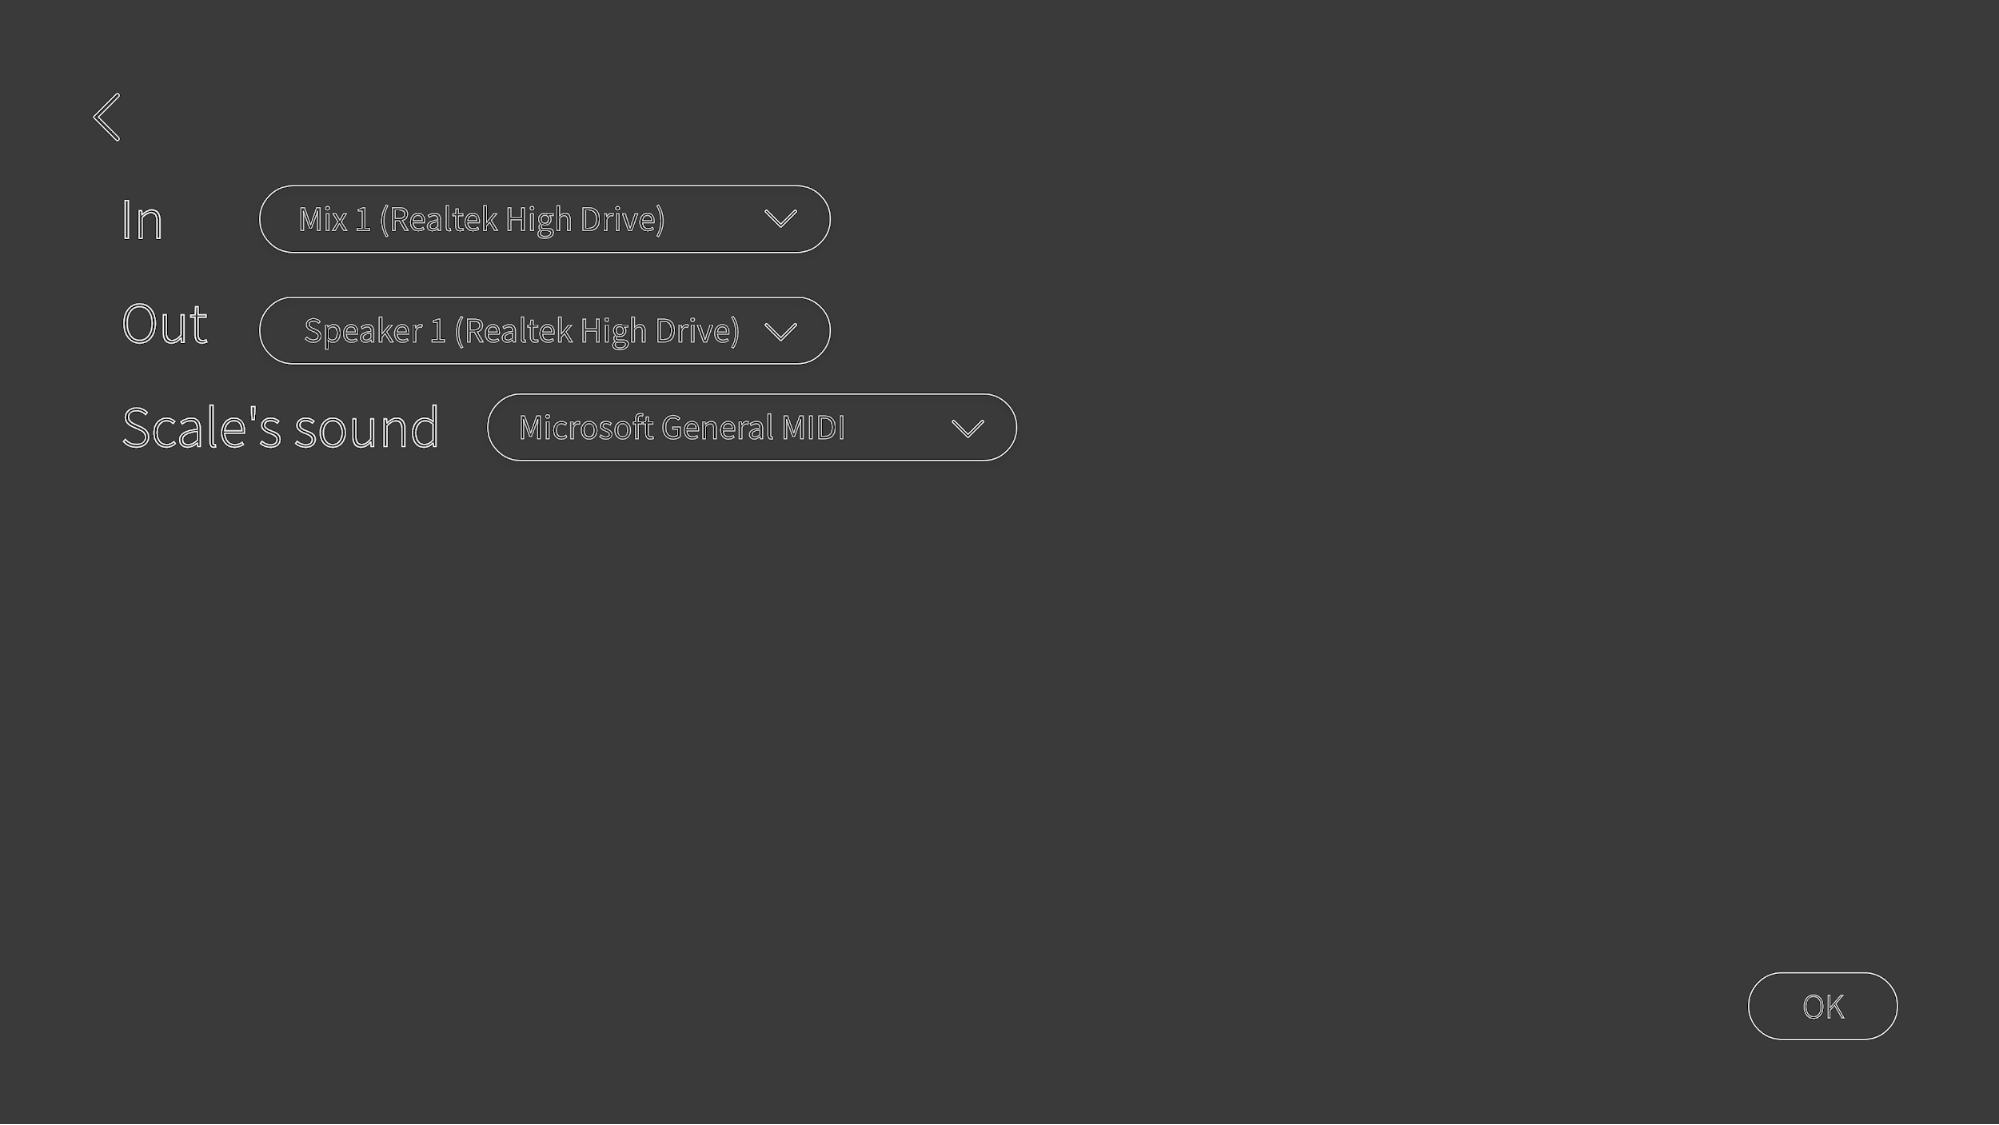 In Mix 1 (Realtek High Drive)
Out Speaker 1 (Realtek High Drive)
Scale's sound Microsoft General MIDI
OK